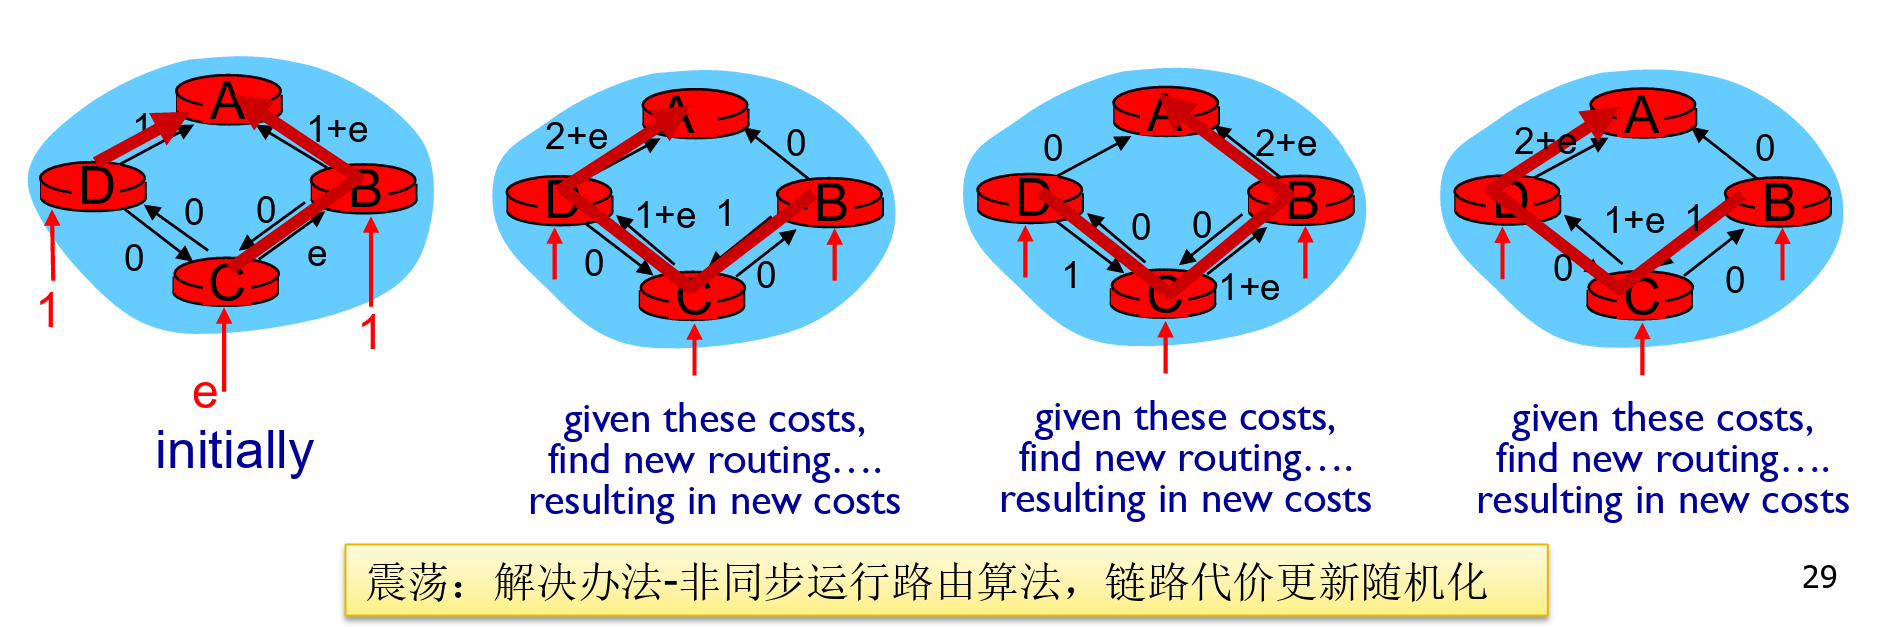 A
1
1+e
D
B
0
0
0
e
C
1
1
e
initially
A
2+e
0
D
B
1+e
1
0
0
C
given these costs,
find new routing....
resulting in new costs
A
0
2+e
D
B
0
0
1
1+e
C
given these costs,
find new routing....
resulting in new costs
A
2+e
0
D
B
1+e
1
0
0
C
given these costs,
find new routing....
resulting in new costs
震荡：解决办法-非同步运行路由算法，链路代价更新随机化
29